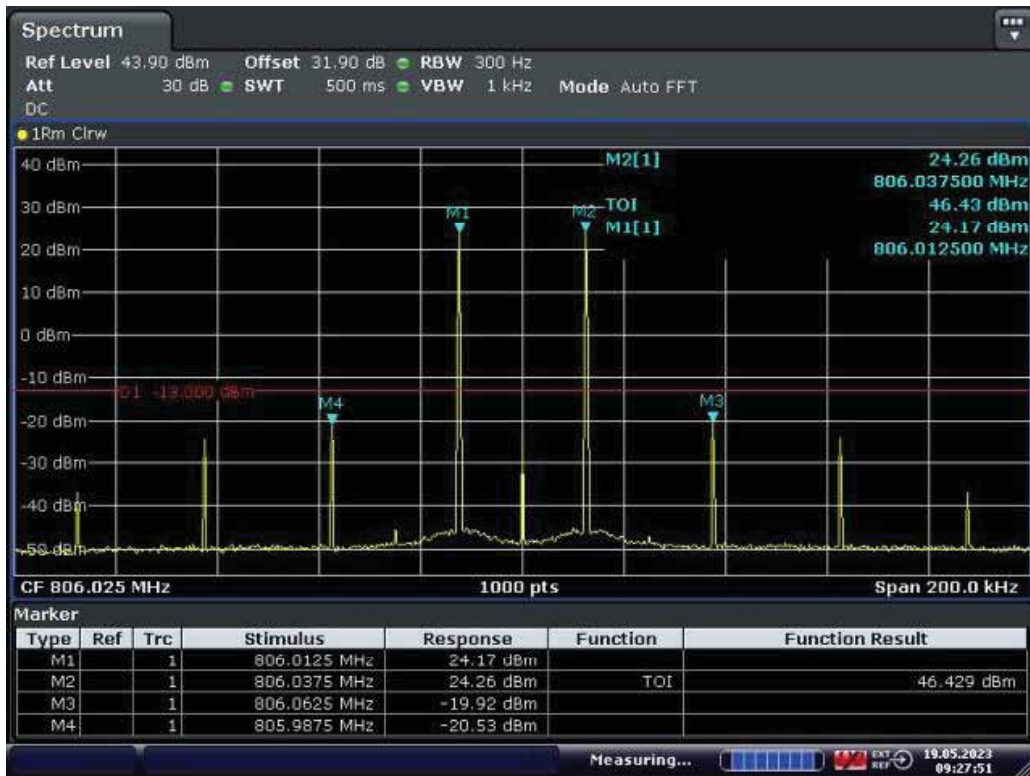 Spectrum
Ref Level 43.90 dBm Offset 31.90 dB RBW 300 Hz
Att 30 dB SWT 500 ms VBW 1 kHz Mode Auto FFT
DC
1Rm Clrw
40 dBm
M2[1] 24.26 dBm
806.037500 MHz
30 dBm
M1
M2
TOI 46.43 dBm
M1[1] 24.17 dBm
20 dBm
806.012500 MHz
10 dBm
0 dBm
-10 dBm
D1 -13.000 dBm
M4
M3
-20 dBm
-30 dBm
-40 dBm
-50 dBm
CF 806.025 MHz 1000 pts Span 200.0 kHz
Marker
Type Ref Trc Stimulus Response Function Function Result
M1 1 806.0125 MHz 24.17 dBm
M2 1 806.0375 MHz 24.26 dBm TOI 46.429 dBm
M3 1 806.0625 MHz -19.92 dBm
M4 1 805.9875 MHz -20.53 dBm
Measuring... EXT REF 19.05.2023
09:27:51